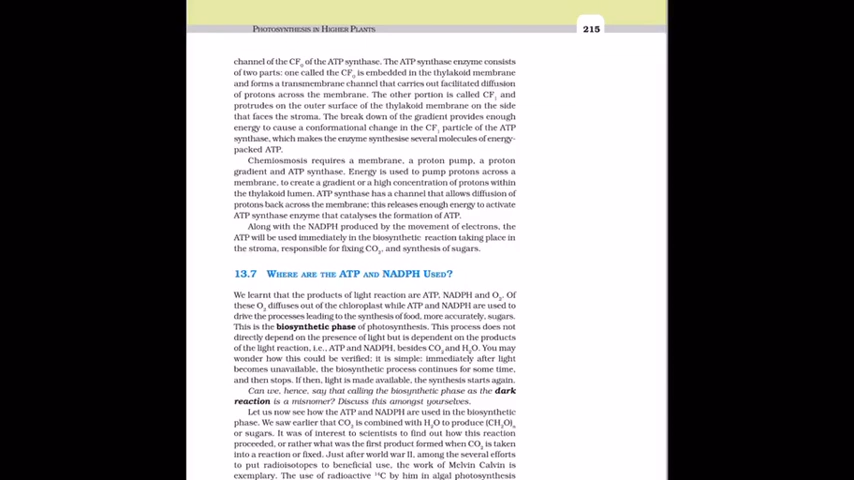 PHOTOSYNTHESIS IN HIGHER PLANTS
215
channel of the CF0 of the ATP synthase. The ATP synthase enzyme consists
of two parts: one called the CF0 is embedded in the thylakoid membrane
and forms a transmembrane channel that carries out facilitated diffusion
of protons across the membrane. The other portion is called CF1 and
protrudes on the outer surface of the thylakoid membrane on the side
that faces the stroma. The break down of the gradient provides enough
energy to cause a conformational change in the CF1 particle of the ATP
synthase, which makes the enzyme synthesise several molecules of energy-
packed ATP.
Chemiosmosis requires a membrane, a proton pump, a proton
gradient and ATP synthase. Energy is used to pump protons across a
membrane, to create a gradient or a high concentration of protons within
the thylakoid lumen. ATP synthase has a channel that allows diffusion of
protons back across the membrane; this releases enough energy to activate
ATP synthase enzyme that catalyses the formation of ATP.
Along with the NADPH produced by the movement of electrons, the
ATP will be used immediately in the biosynthetic reaction taking place in
the stroma, responsible for fixing CO2, and synthesis of sugars.
13.7 WHERE ARE THE ATP AND NADPH USED?
We learnt that the products of light reaction are ATP, NADPH and O2. Of
these O2 diffuses out of the chloroplast while ATP and NADPH are used to
drive the processes leading to the synthesis of food, more accurately, sugars.
This is the biosynthetic phase of photosynthesis. This process does not
directly depend on the presence of light but is dependent on the products
of the light reaction, i.e., ATP and NADPH, besides CO2 and H2O. You may
wonder how this could be verified; it is simple: immediately after light
becomes unavailable, the biosynthetic process continues for some time,
and then stops. If then, light is made available, the synthesis starts again.
Can we, hence, say that calling the biosynthetic phase as the dark
reaction is a misnomer? Discuss this amongst yourselves.
Let us now see how the ATP and NADPH are used in the biosynthetic
phase. We saw earlier that CO2 is combined with H2O to produce (CH2O)n
or sugars. It was of interest to scientists to find out how this reaction
proceeded, or rather what was the first product formed when CO2 is taken
into a reaction or fixed. Just after world war II, among the several efforts
to put radioisotopes to beneficial use, the work of Melvin Calvin is
exemplary. The use of radioactive 14C by him in algal photosynthesis